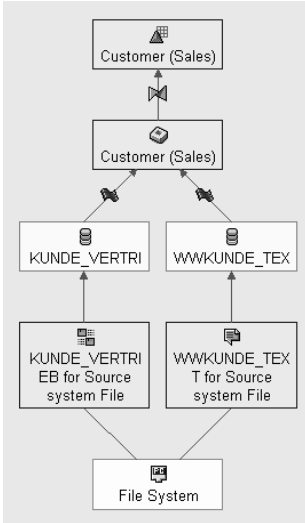 Customer (Sales)
Customer (Sales)
KUNDE_VERTRI
WWKUNDE_TEX
KUNDE_VERTRI
EB for Source
system File
WWKUNDE_TEX
T for Source
system File
File System